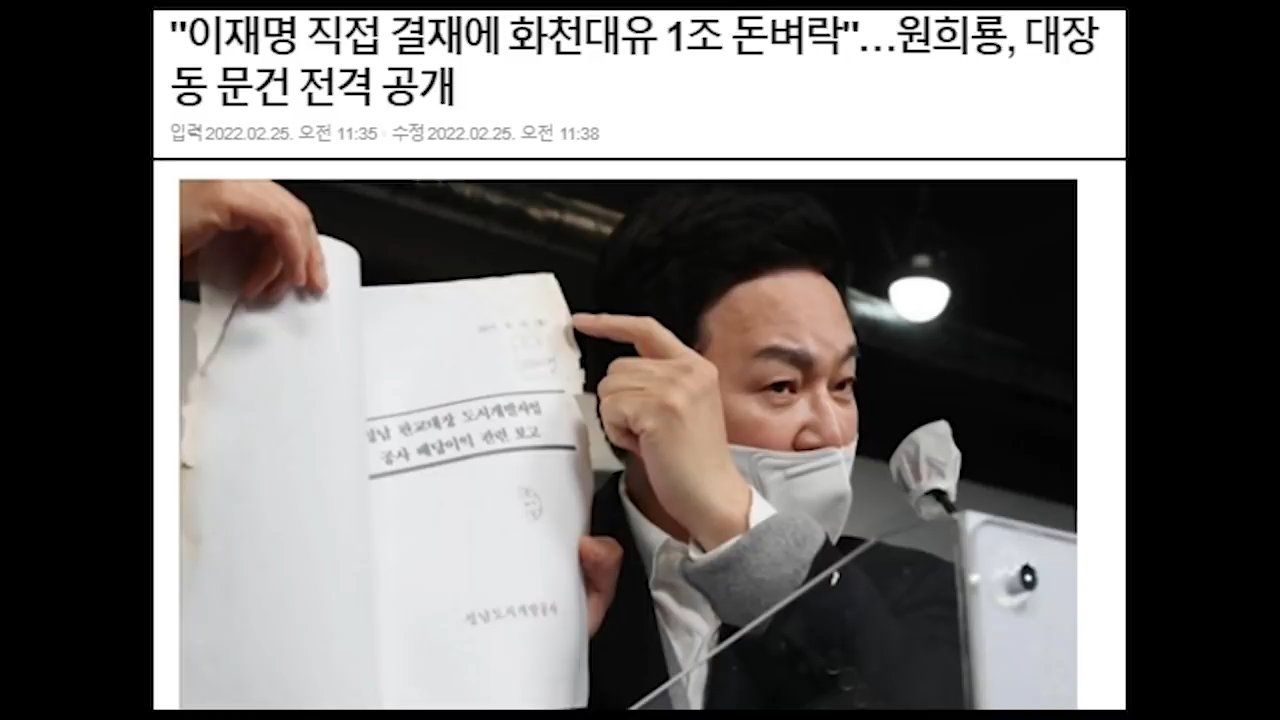 "이재명 직접 결재에 화천대유 1조 돈벼락"…원희룡, 대장
동 문건 전격 공개
입력 2022.02.25. 오전 11:35 · 수정 2022.02.25. 오전 11:38
성남 판교대장 도시개발사업
공사 배당이익 관련 보고
성남도시개발공사